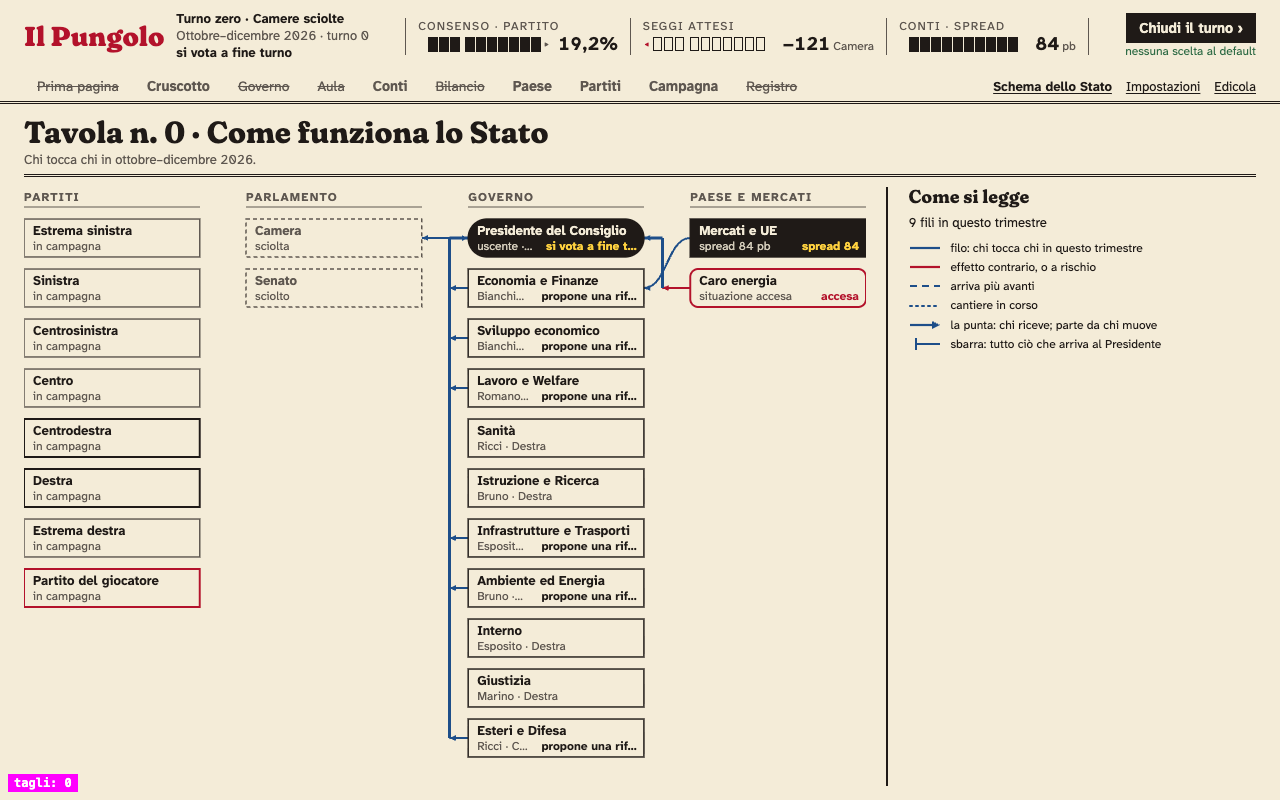 Il Pungolo
Turno zero · Camere sciolte
Ottobre–dicembre 2026 · turno 0
si vota a fine turno
CONSENSO · PARTITO
19,2%
SEGGI ATTESI
−121 Camera
CONTI · SPREAD
84 pb
Chiudi il turno ›
nessuna scelta al default
Prima pagina Cruscotto Governo Aula Conti Bilancio Paese Partiti Campagna Registro
Schema dello Stato Impostazioni Edicola
Tavola n. 0 · Come funziona lo Stato
Chi tocca chi in ottobre–dicembre 2026.
PARTITI
Estrema sinistra
in campagna
Sinistra
in campagna
Centrosinistra
in campagna
Centro
in campagna
Centrodestra
in campagna
Destra
in campagna
Estrema destra
in campagna
Partito del giocatore
in campagna
PARLAMENTO
Camera
sciolta
Senato
sciolto
GOVERNO
Presidente del Consiglio
uscente ·… si vota a fine t…
Economia e Finanze
Bianchi… propone una rif…
Sviluppo economico
Bianchi… propone una rif…
Lavoro e Welfare
Romano… propone una rif…
Sanità
Ricci · Destra
Istruzione e Ricerca
Bruno · Destra
Infrastrutture e Trasporti
Esposit… propone una rif…
Ambiente ed Energia
Bruno ·… propone una rif…
Interno
Esposito · Destra
Giustizia
Marino · Destra
Esteri e Difesa
Ricci · C… propone una rif…
PAESE E MERCATI
Mercati e UE
spread 84 pb spread 84
Caro energia
situazione accesa accesa
Come si legge
9 fili in questo trimestre
filo: chi tocca chi in questo trimestre
effetto contrario, o a rischio
arriva più avanti
cantiere in corso
la punta: chi riceve; parte da chi muove
sbarra: tutto ciò che arriva al Presidente
tagli: 0